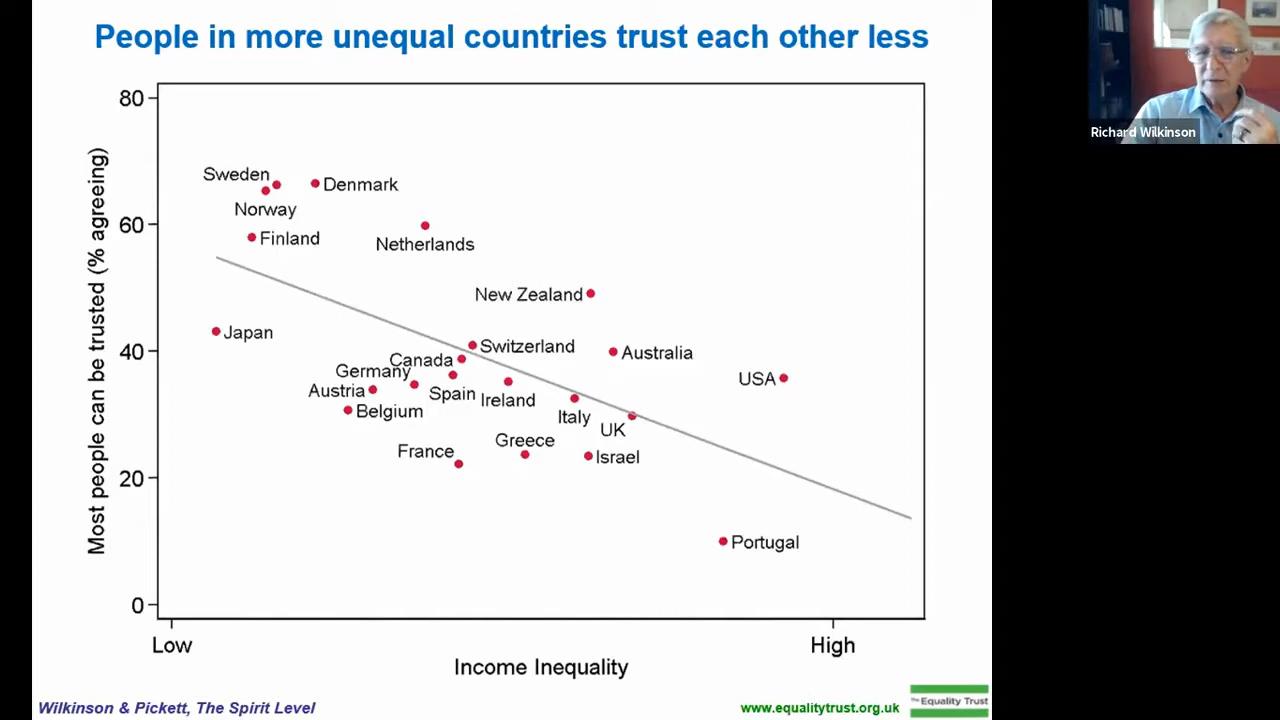 People in more unequal countries trust each other less
Richard Wilkinson
Most people can be trusted (% agreeing)
80
60
40
20
0
Sweden
Denmark
Norway
Finland
Netherlands
New Zealand
Japan
Switzerland
Australia
Canada
Germany
USA
Austria
Spain
Ireland
Belgium
Italy
UK
Greece
France
Israel
Portugal
Low
High
Income Inequality
Wilkinson & Pickett, The Spirit Level
www.equalitytrust.org.uk
The Equality Trust